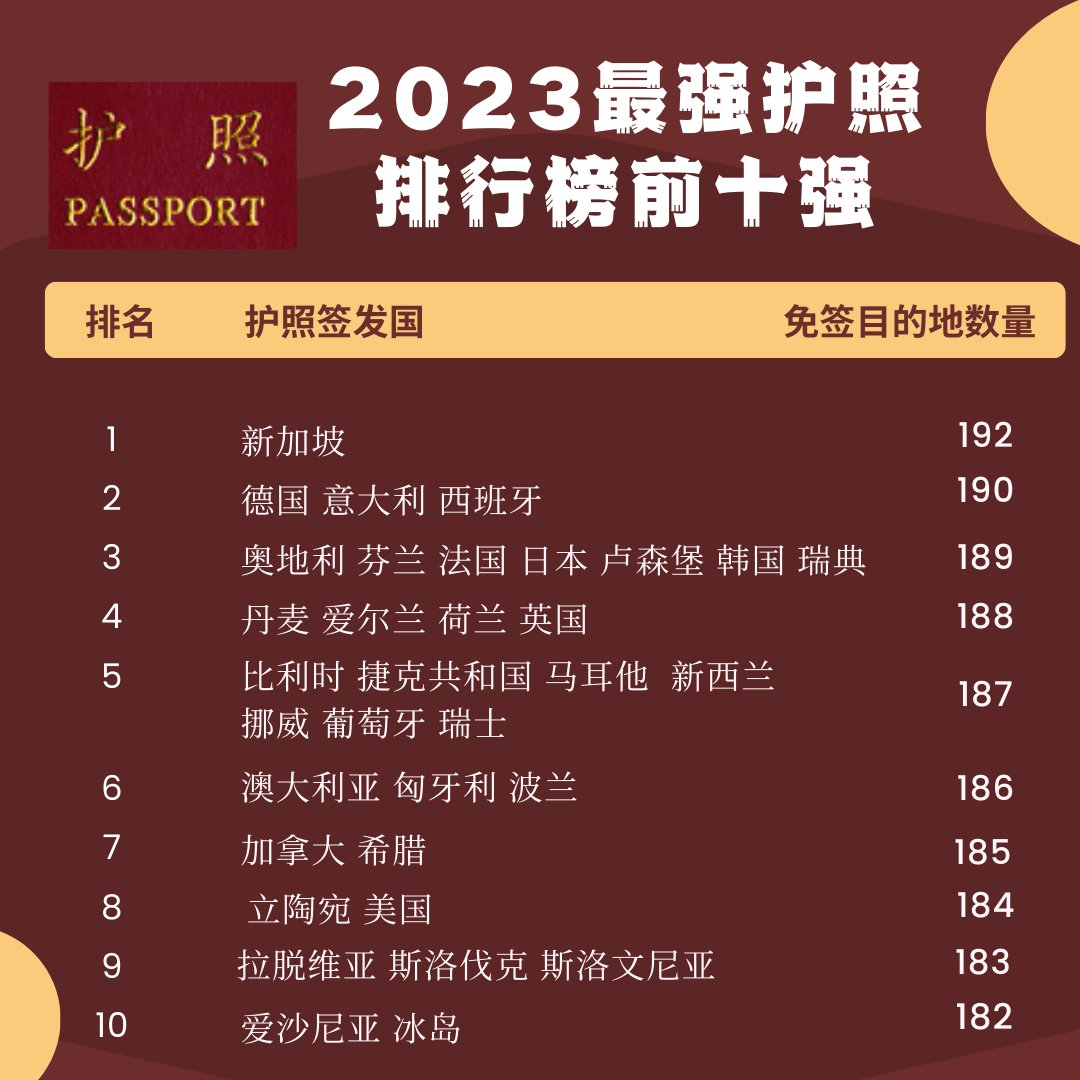 护 照
PASSPORT
2023最强护照
排行榜前十强
排名 护照签发国 免签目的地数量
1 新加坡 192
2 德国 意大利 西班牙 190
3 奥地利 芬兰 法国 日本 卢森堡 韩国 瑞典 189
4 丹麦 爱尔兰 荷兰 英国 188
5 比利时 捷克共和国 马耳他 新西兰
挪威 葡萄牙 瑞士 187
6 澳大利亚 匈牙利 波兰 186
7 加拿大 希腊 185
8 立陶宛 美国 184
9 拉脱维亚 斯洛伐克 斯洛文尼亚 183
10 爱沙尼亚 冰岛 182